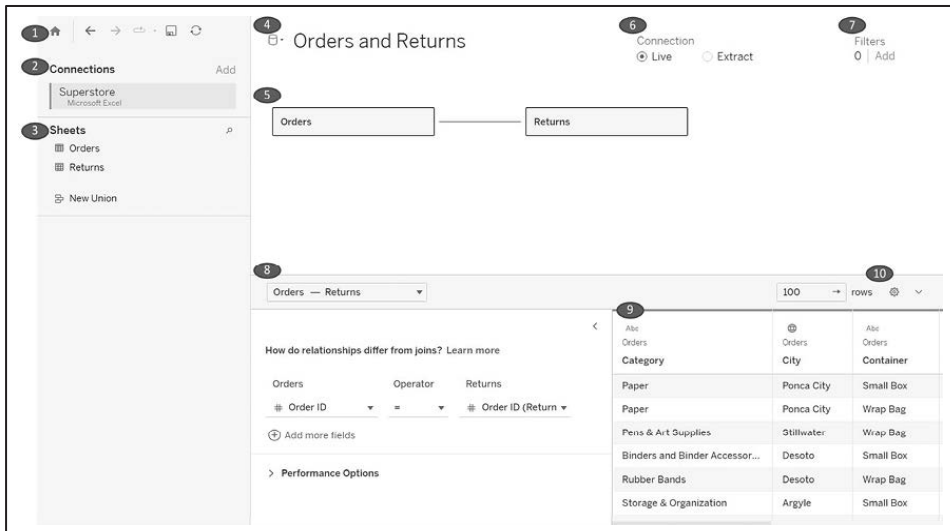 1
2 Connections Add
Superstore
Microsoft Excel
3 Sheets
Orders
Returns
New Union
4 Orders and Returns
6 Connection
Live Extract
7 Filters
0 | Add
5
Orders Returns
8
Orders — Returns
How do relationships differ from joins? Learn more
Orders Operator Returns
# Order ID = # Order ID (Return
Add more fields
> Performance Options
10
100 → rows
9
Abc Abc
Orders Orders Orders
Category City Container
Paper Ponca City Small Box
Paper Ponca City Wrap Bag
Pens & Art Supplies Stillwater Wrap Bag
Binders and Binder Accessor... Desoto Small Box
Rubber Bands Desoto Wrap Bag
Storage & Organization Argyle Small Box